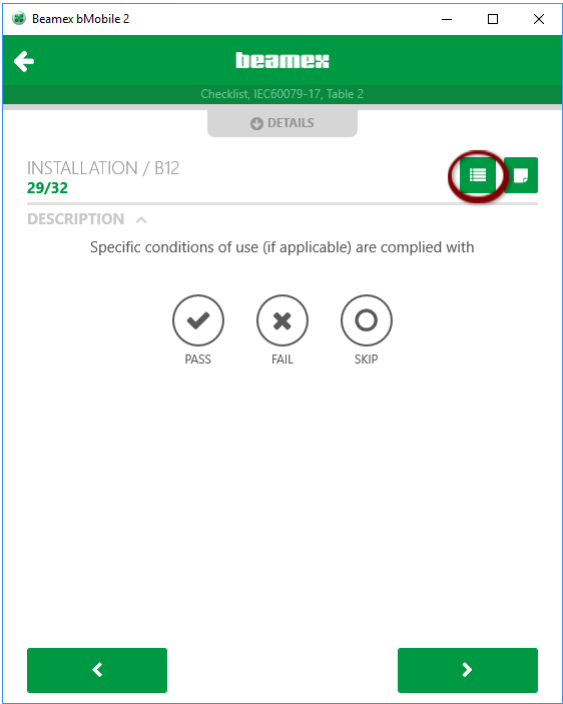 Beamex bMobile 2
beamex
Checklist, IEC60079-17, Table 2
DETAILS
INSTALLATION / B12
29/32
DESCRIPTION
Specific conditions of use (if applicable) are complied with
PASS FAIL SKIP